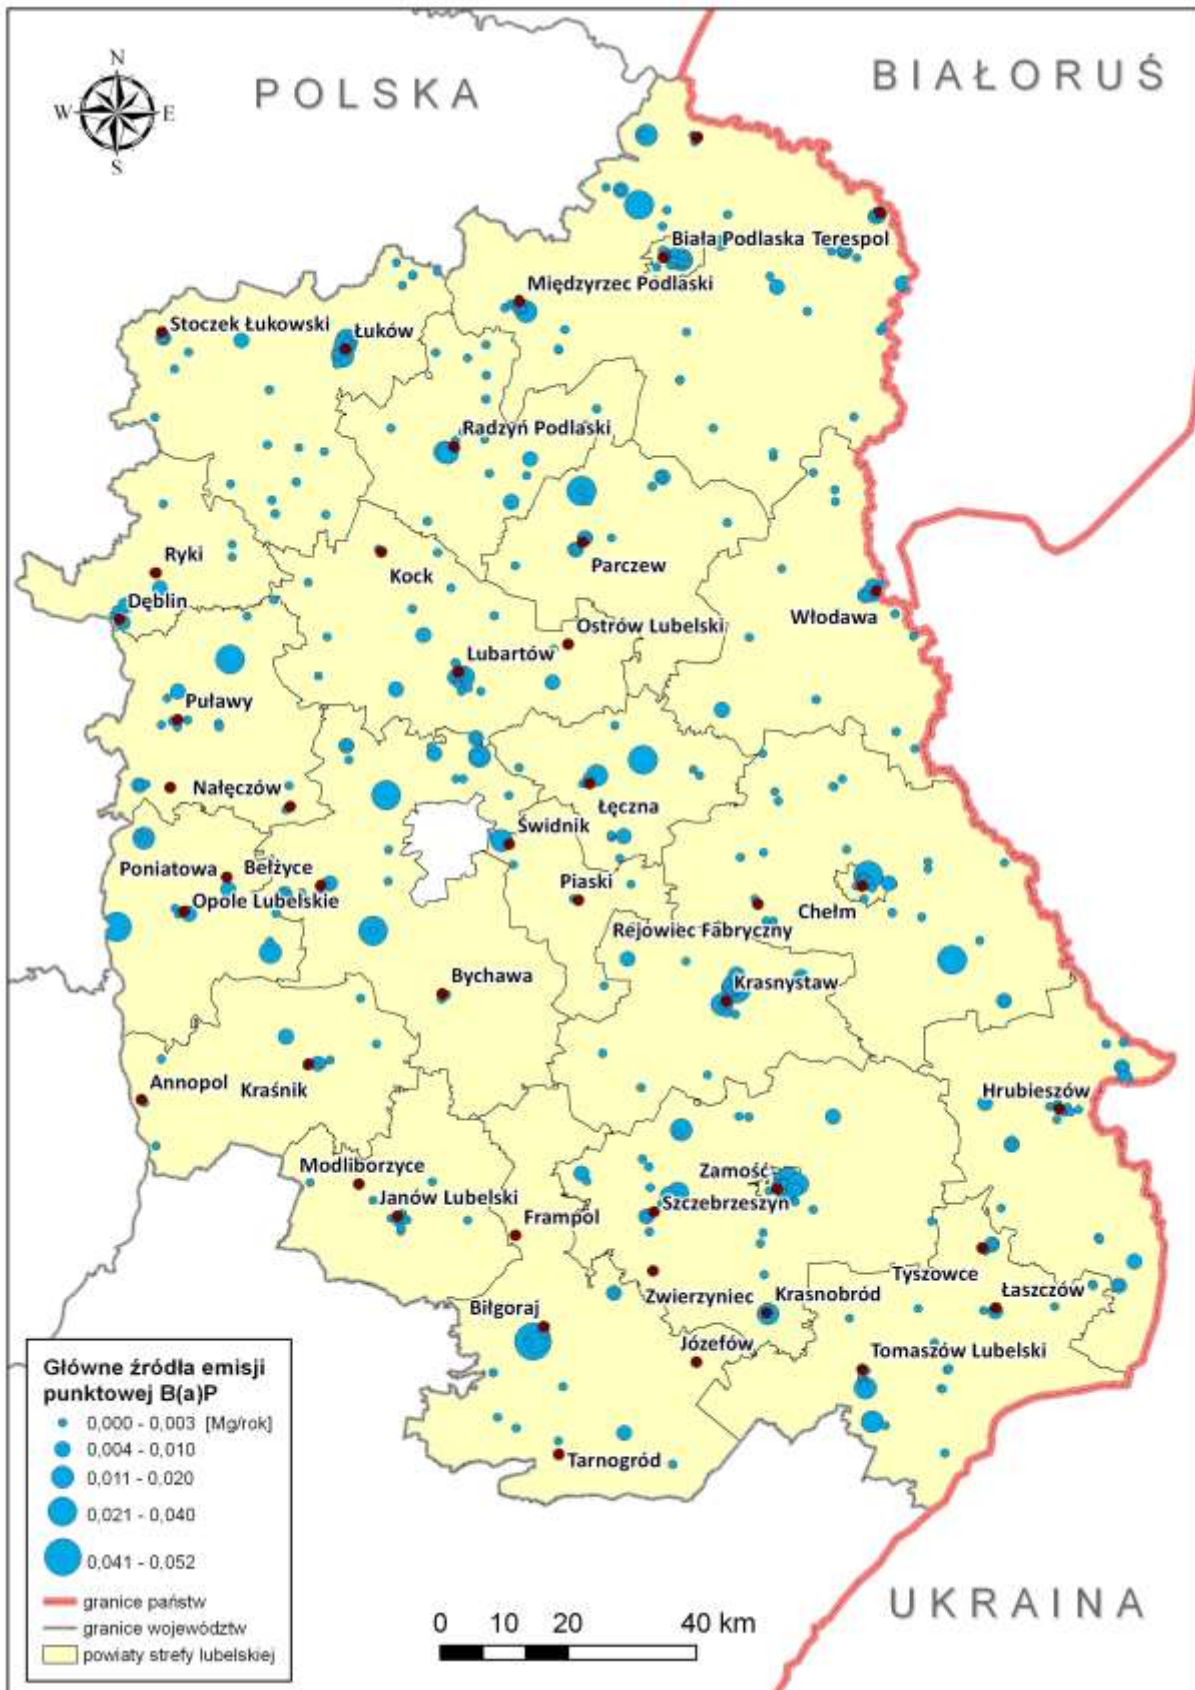 POLSKA
BIAŁORUŚ
N
W
E
S
Biała Podlaska
Terespol
Międzyrzec Podlaski
Stoczek Łukowski
Łuków
Radzyń Podlaski
Ryki
Kock
Parczew
Dęblin
Włodawa
Ostrów Lubelski
Lubartów
Puławy
Nałęczów
Łęczna
Świdnik
Poniatowa
Bełżyce
Piaski
Opole Lubelskie
Chełm
Rejowiec Fabryczny
Bychawa
Krasnystaw
Annopol
Kraśnik
Hrubieszów
Modliborzyce
Zamość
Janów Lubelski
Szczebrzeszyn
Frampol
Tyszowce
Zwierzyniec
Krasnobród
Łaszczów
Biłgoraj
Józefów
Tomaszów Lubelski
Tarnogród
Główne źródła emisji
punktowej B(a)P
0,000 - 0,003 [Mg/rok]
0,004 - 0,010
0,011 - 0,020
0,021 - 0,040
0,041 - 0,052
granice państw
granice województw
powiaty strefy lubelskiej
0 10 20 40 km
UKRAINA